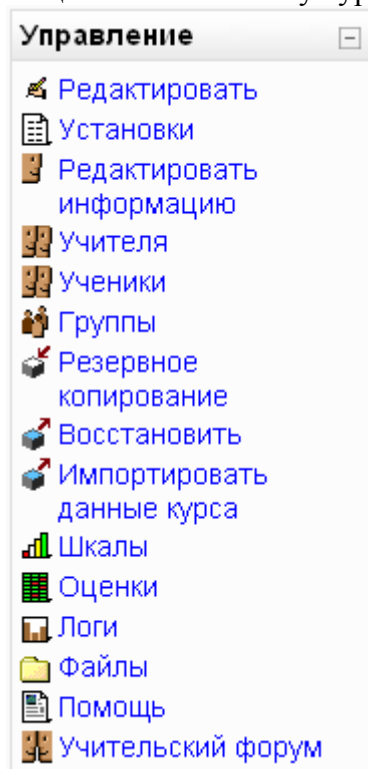 Управление
Редактировать
Установки
Редактировать
информацию
Учителя
Ученики
Группы
Резервное
копирование
Восстановить
Импортировать
данные курса
Шкалы
Оценки
Логи
Файлы
Помощь
Учительский форум